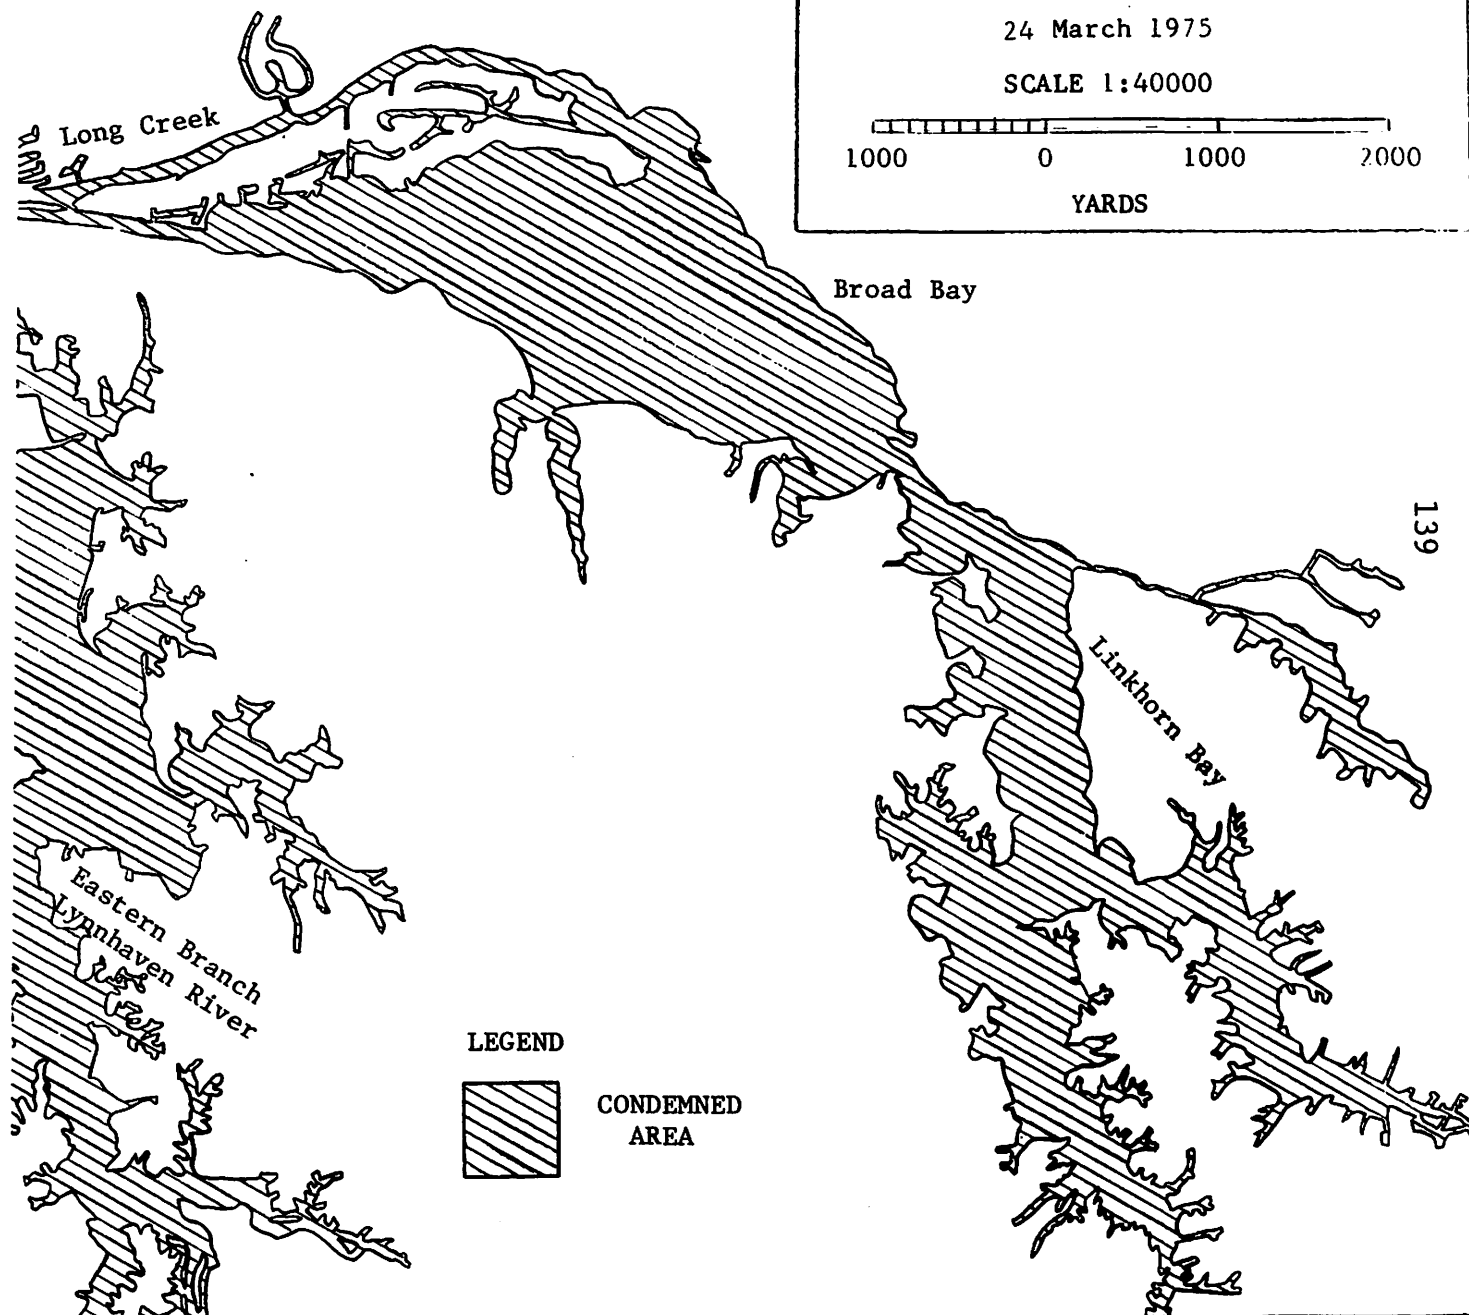 24 March 1975
SCALE 1:40000
1000 0 1000 2000
YARDS
Long Creek
Broad Bay
139
Linkhorn Bay
Eastern Branch
Lynnhaven River
LEGEND
CONDEMNED
AREA